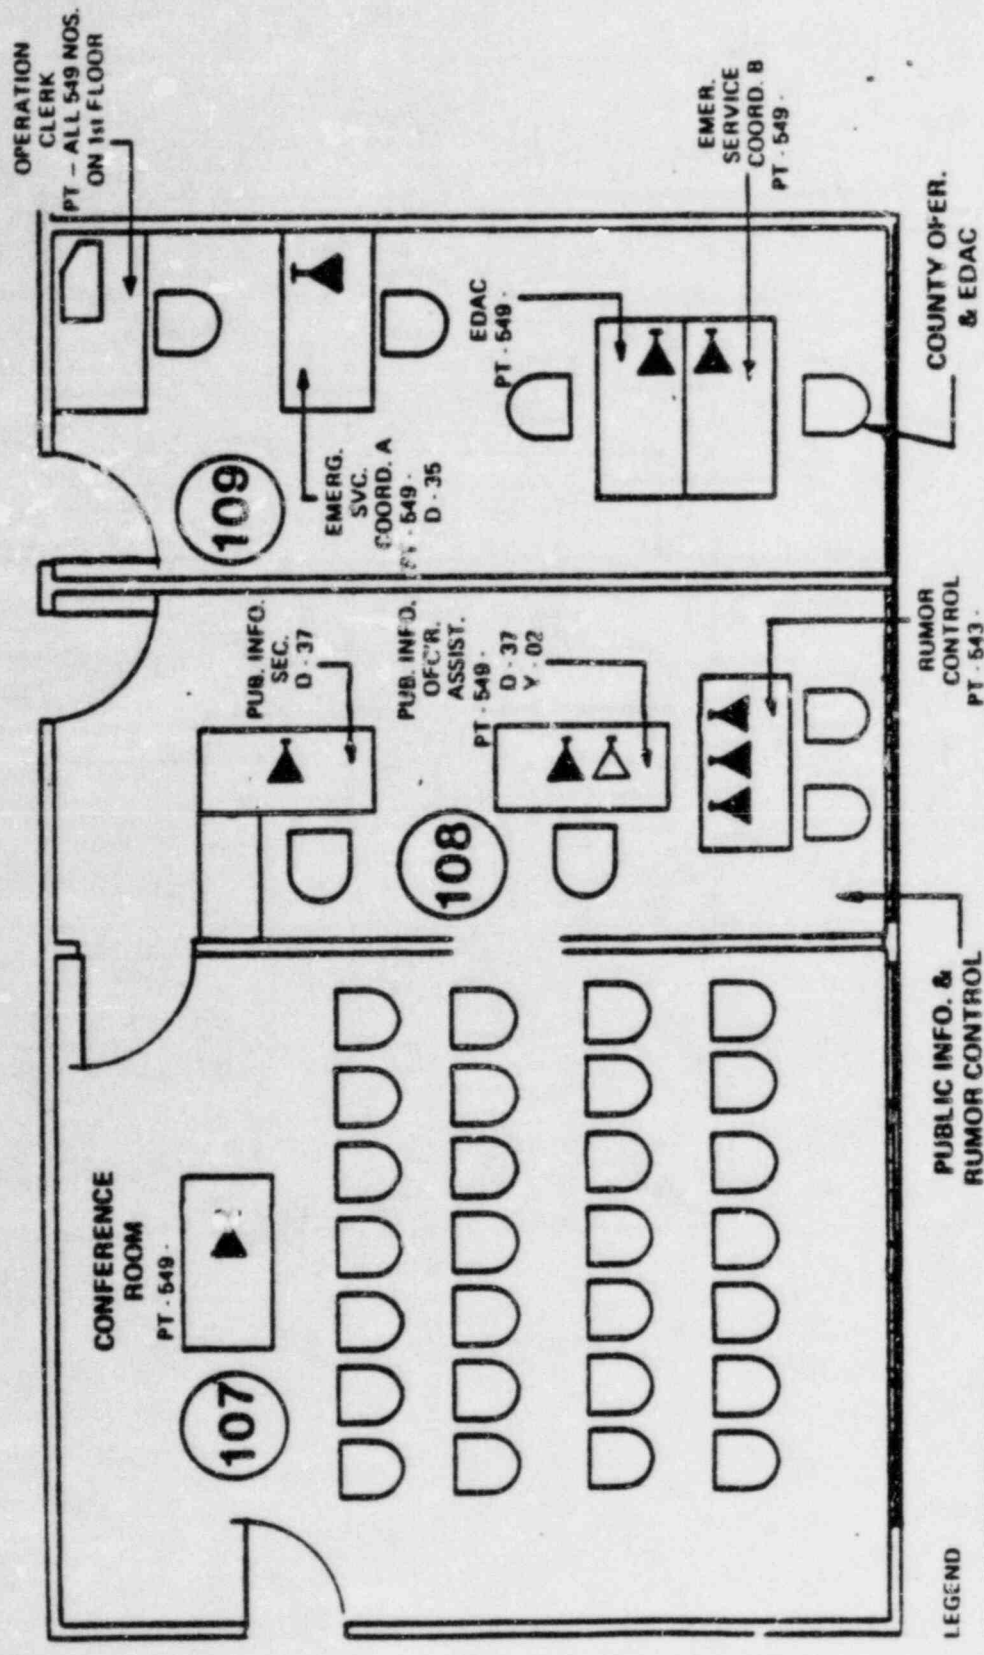 OPERATION
CLERK
PT - ALL 549 NOS.
ON 1st FLOOR
EMERG.
SVC.
COORD. A
PT - 549 -
D - 35
EDAC
PT - 549 -
EMER.
SERVICE
COORD. B
PT - 549 -
COUNTY OPER.
& EDAC
109
PUB. INFO.
SEC.
D - 37
PUB. INFO.
OFC'R.
ASSIST.
PT - 549 -
D - 37
Y - 02
108
RUMOR
CONTROL
PT - 543 -
PUBLIC INFO. &
RUMOR CONTROL
CONFERENCE
ROOM
PT - 549 -
107
LEGEND